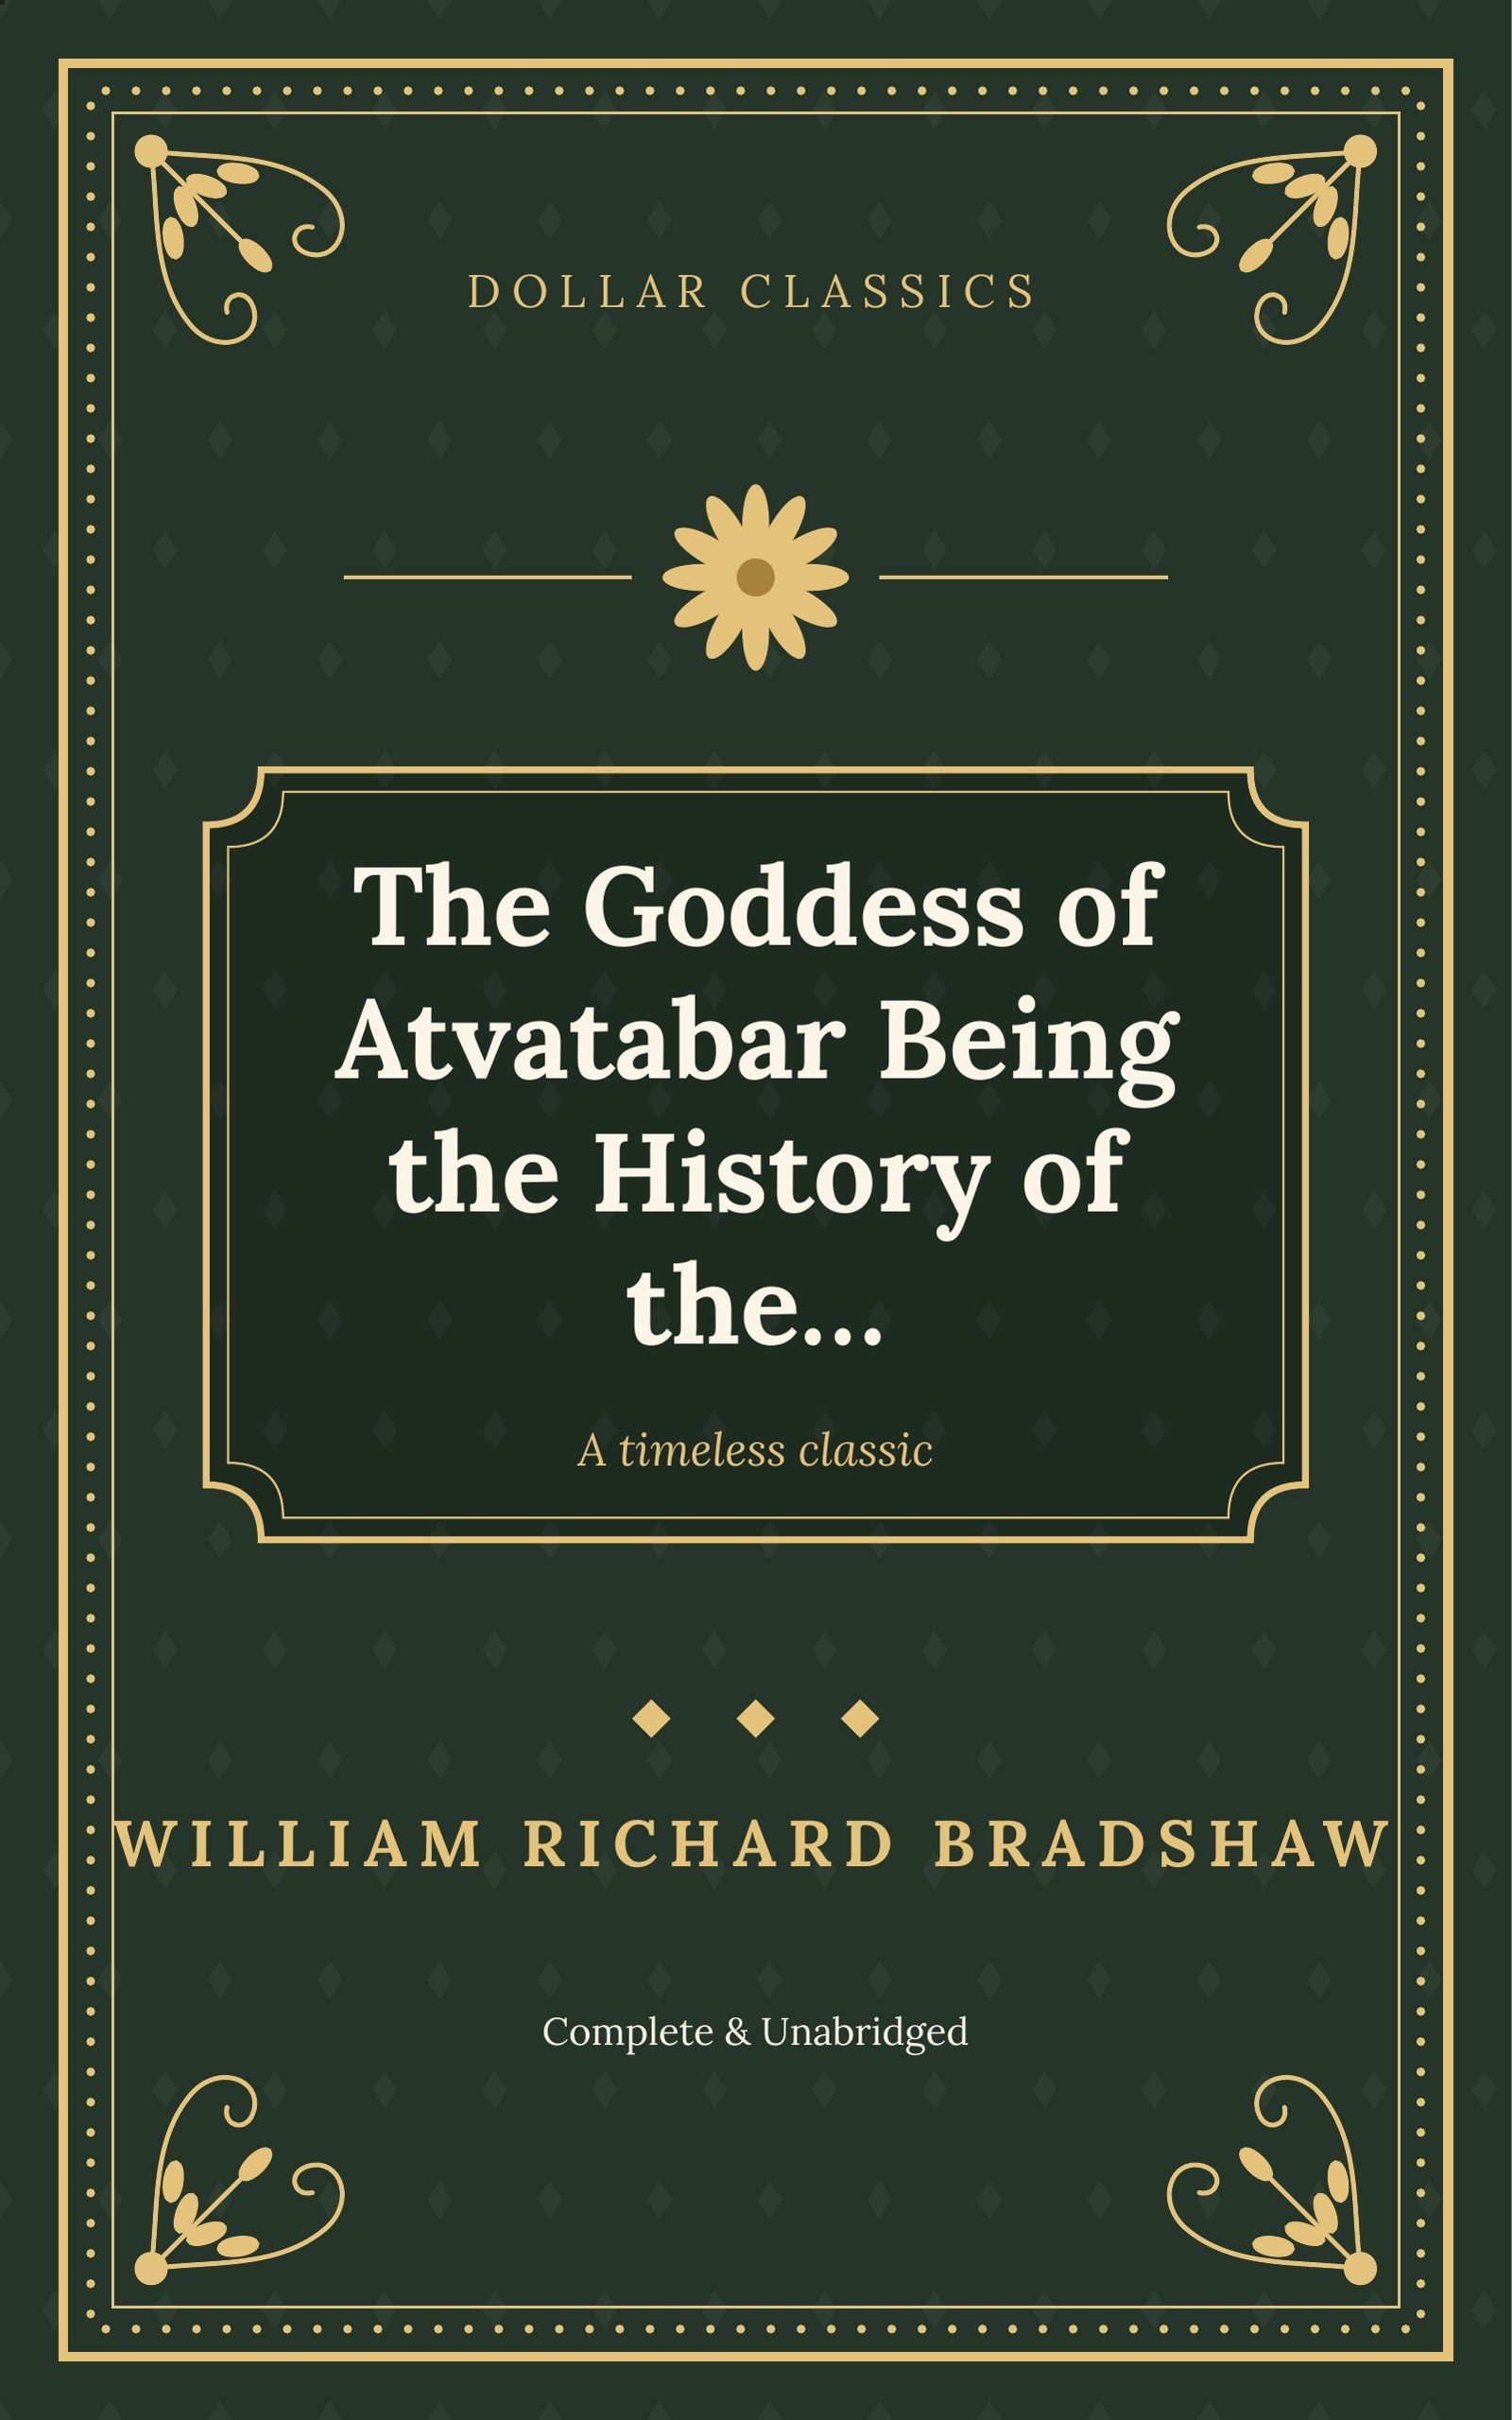 DOLLAR CLASSICS
The Goddess of
Atvatabar Being
the History of
the...
A timeless classic
WILLIAM RICHARD BRADSHAW
Complete & Unabridged